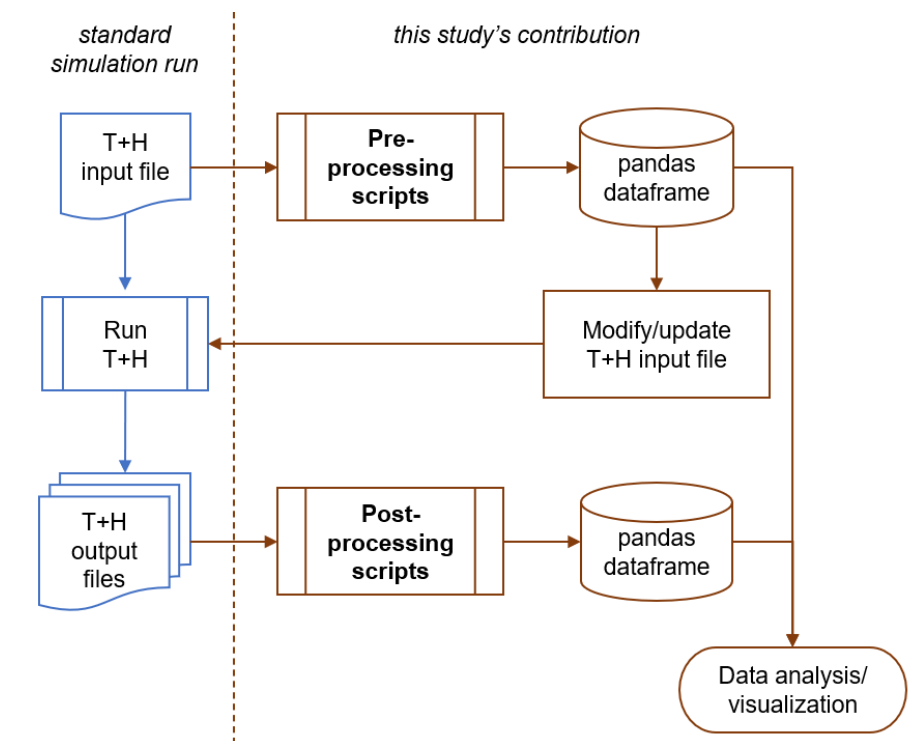 standard
simulation run
this study's contribution
T+H
input file
Pre-
processing
scripts
pandas
dataframe
Run
T+H
Modify/update
T+H input file
T+H
output
files
Post-
processing
scripts
pandas
dataframe
Data analysis/
visualization